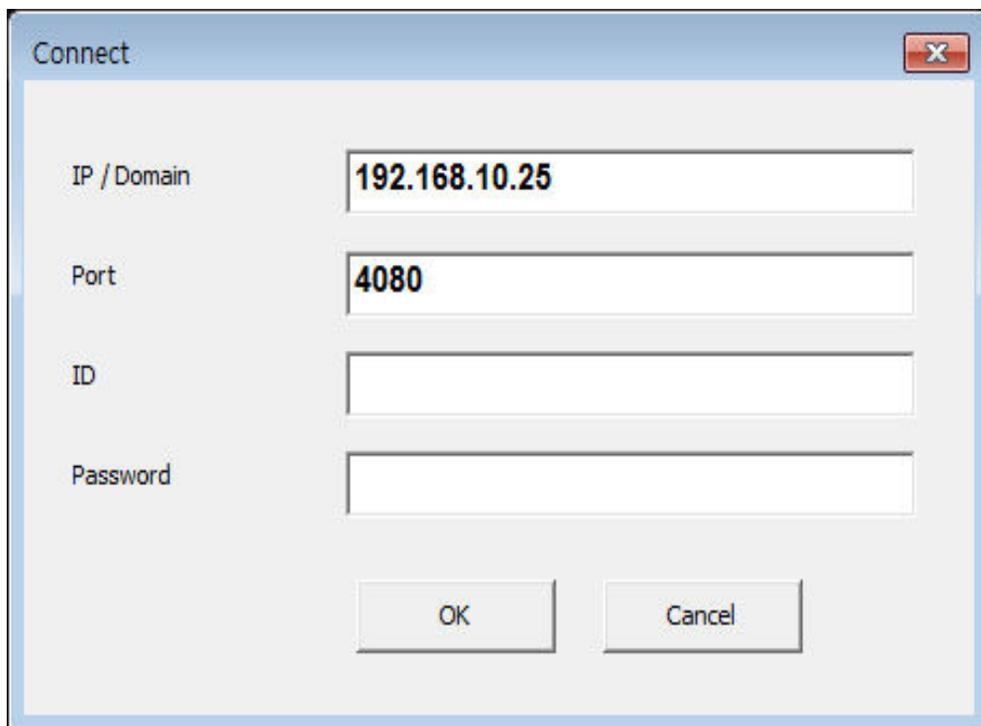 Connect
IP / Domain 192.168.10.25
Port 4080
ID
Password
OK Cancel